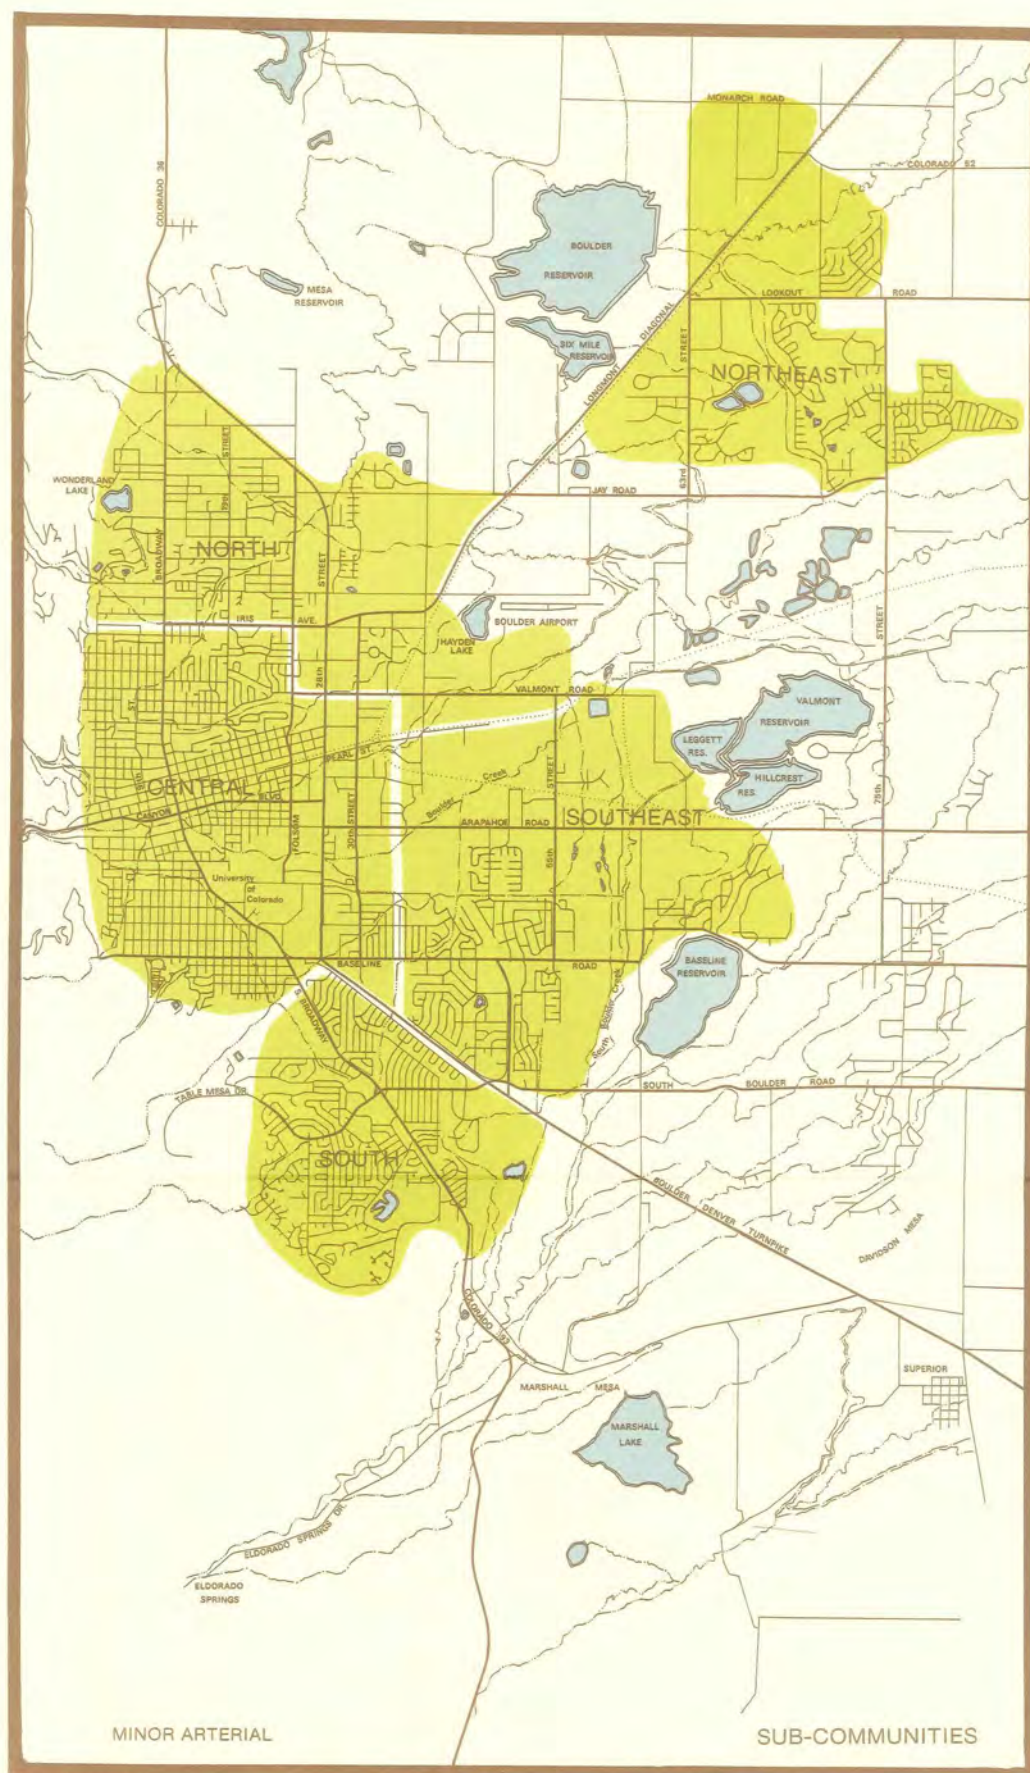 MONARCH ROAD
COLORADO 52
COLORADO 36
BOULDER
RESERVOIR
MESA
RESERVOIR
LOOKOUT ROAD
SIX MILE
RESERVOIR
LONGMONT DIAGONAL
STREET
63rd
NORTHEAST
WONDERLAND
LAKE
19th STREET
JAY ROAD
NORTH
BROADWAY
STREET
28th
IRIS AVE.
HAYDEN
LAKE
BOULDER AIRPORT
STREET
75th
VALMONT ROAD
VALMONT
RESERVOIR
LEGGETT
RES.
HILLCREST
RES.
9th ST.
PEARL ST.
Boulder Creek
CENTRAL
CANYON BLVD.
FOLSOM
30th STREET
ARAPAHOE ROAD
55th STREET
SOUTHEAST
University
of
Colorado
BASELINE ROAD
BASELINE
RESERVOIR
S. BROADWAY
South Boulder Creek
TABLE MESA DR.
SOUTH BOULDER ROAD
SOUTH
BOULDER DENVER TURNPIKE
DAVIDSON MESA
COLORADO 93
MARSHALL MESA
SUPERIOR
MARSHALL
LAKE
ELDORADO SPRINGS DR.
ELDORADO
SPRINGS
MINOR ARTERIAL
SUB-COMMUNITIES